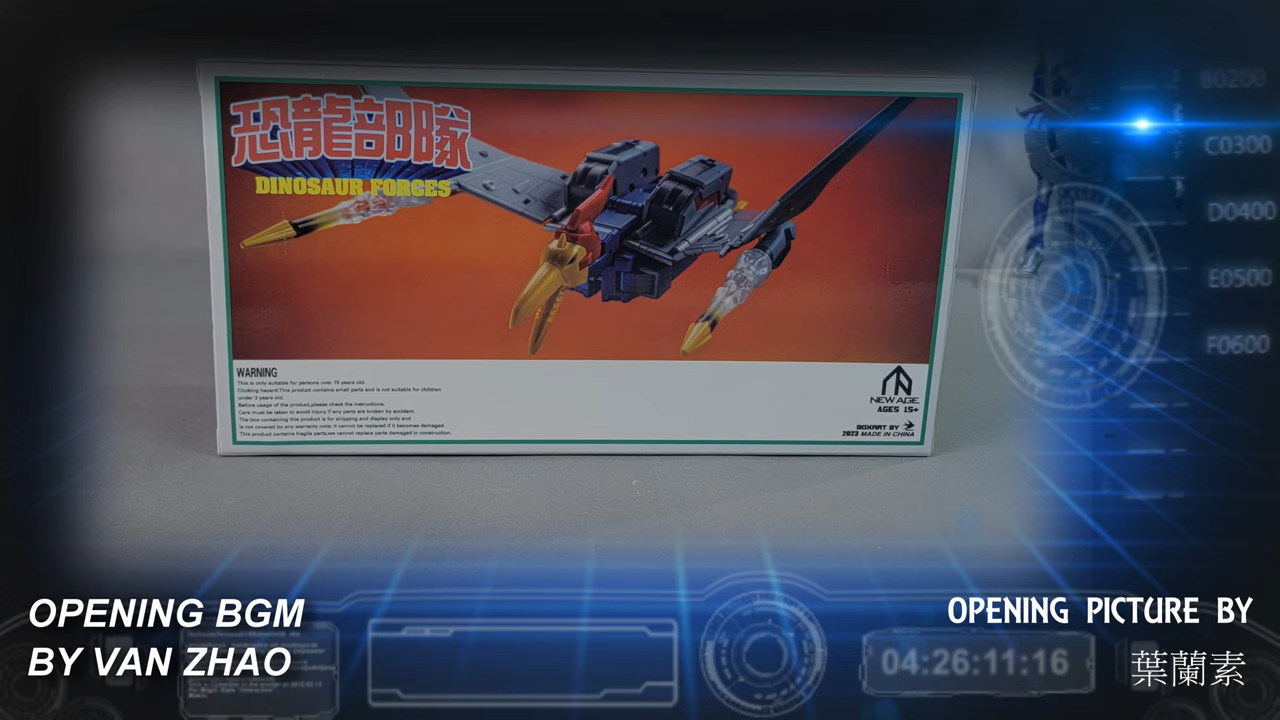 恐龍部隊
DINOSAUR FORCES
WARNING
This is only suitable for persons over 15 years old.
Choking hazard:This product contains small parts and is not suitable for children
under 3 years old.
Before usage of the product,please check the instructions.
Care must be taken to avoid injury if any parts are broken by accident.
The box containing this product is for shipping and display only and
is not covered by any warranty note; it cannot be replaced if it becomes damaged.
This product contains fragile parts,we cannot replace parts damaged in construction.
NEW AGE
AGES 15+
BOXART BY
2023 MADE IN CHINA
B0200
C0300
D0400
E0500
F0600
OPENING BGM
BY VAN ZHAO
OPENING PICTURE BY
葉蘭素
04:26:11:16